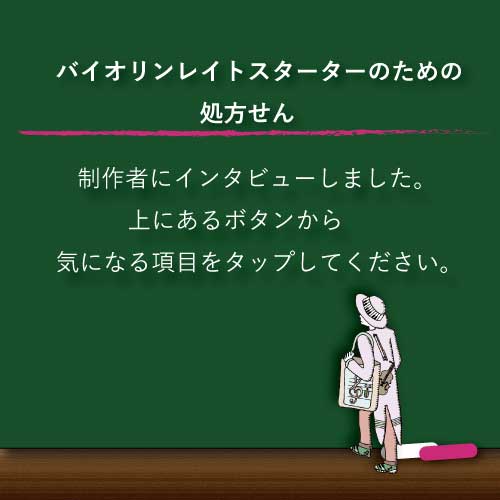 バイオリンレイトスターターのための
処方せん
制作者にインタビューしました。
上にあるボタンから
気になる項目をタップしてください。